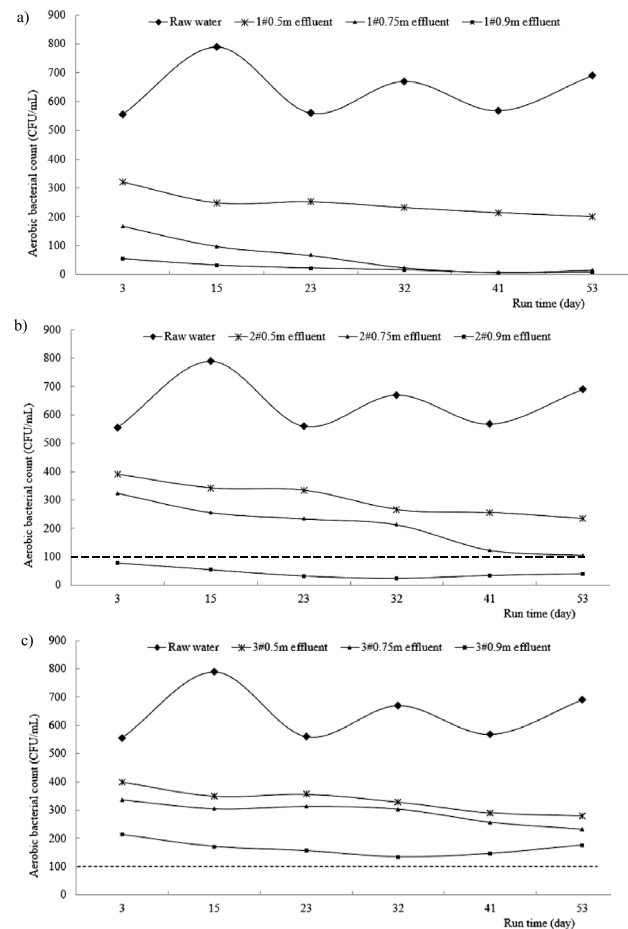 a)
900
800
700
600
500
400
300
200
100
0
Aerobic bacterial count (CFU/mL)
Raw water 1#0.5m effluent 1#0.75m effluent 1#0.9m effluent
3 15 23 32 41 53
Run time (day)
b)
900
800
700
600
500
400
300
200
100
0
Aerobic bacterial count (CFU/mL)
Raw water 2#0.5m effluent 2#0.75m effluent 2#0.9m effluent
3 15 23 32 41 53
Run time (day)
c)
900
800
700
600
500
400
300
200
100
0
Aerobic bacterial count (CFU/mL)
Raw water 3#0.5m effluent 3#0.75m effluent 3#0.9m effluent
3 15 23 32 41 53
Run time (day)